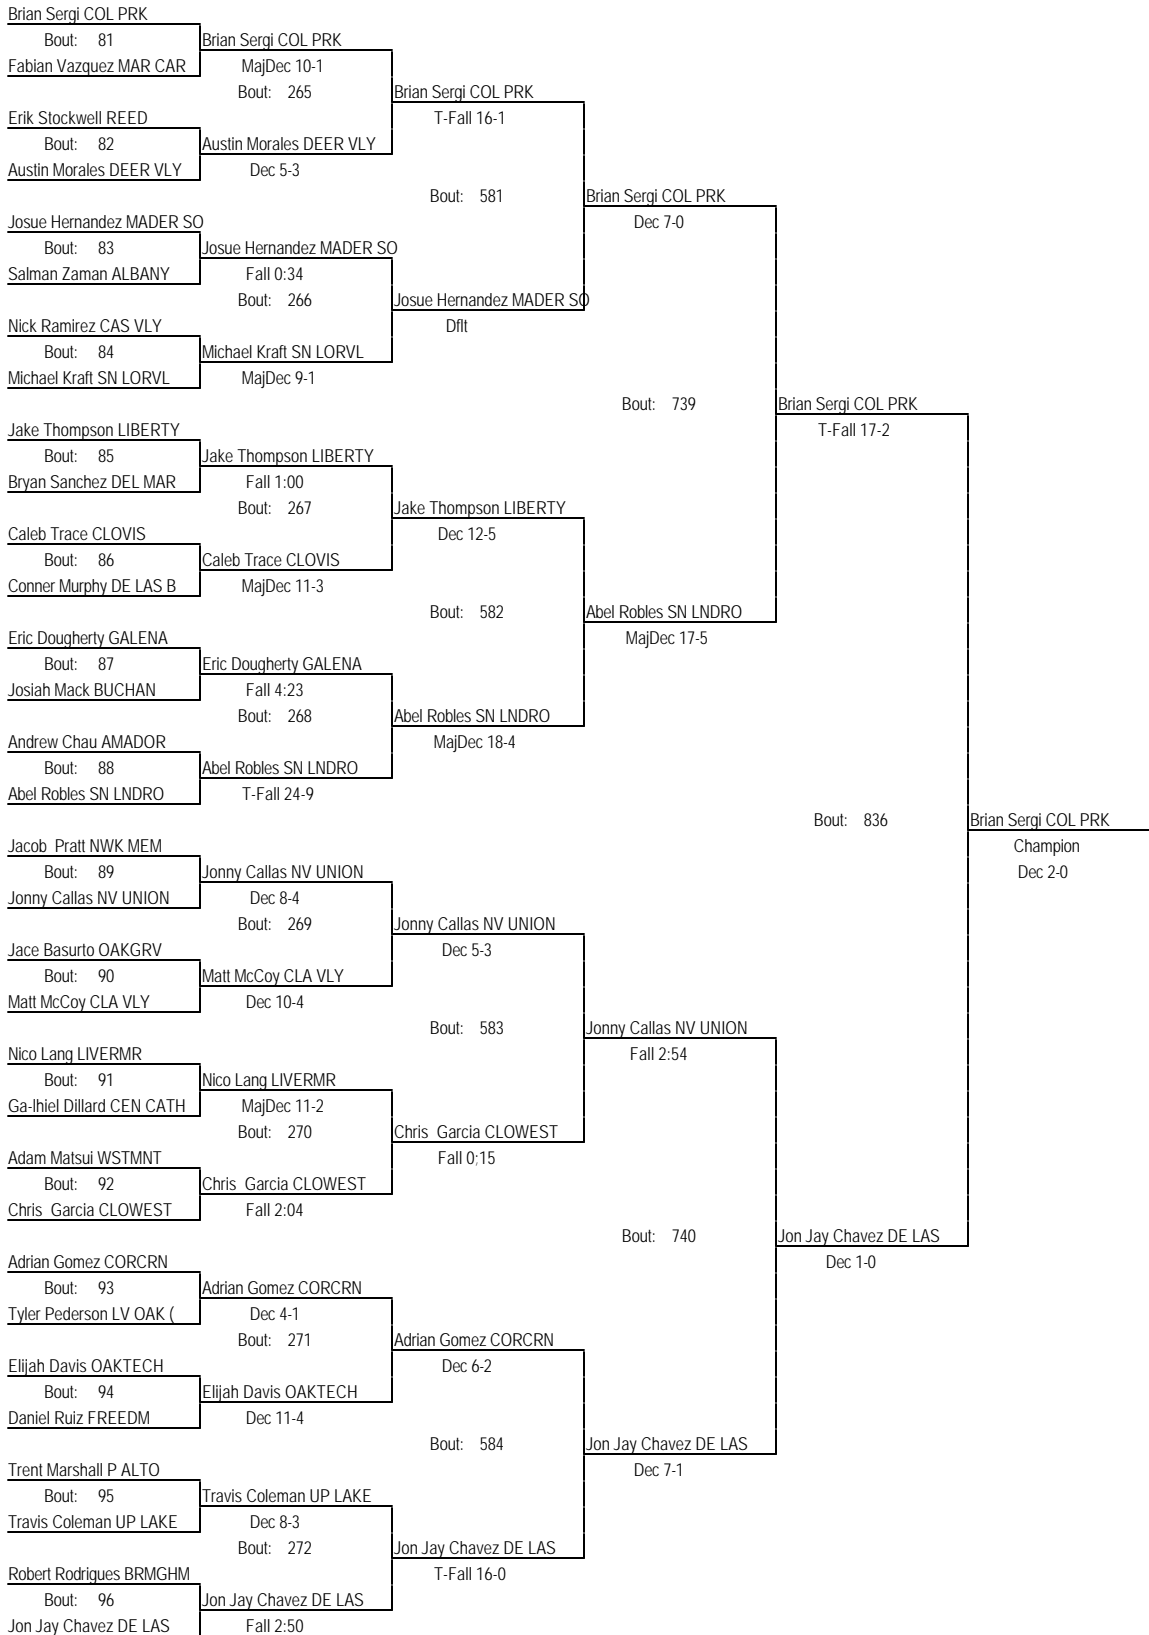 Brian Sergi COL PRK
Bout: 81 Brian Sergi COL PRK
Fabian Vazquez MAR CAR MajDec 10-1
Bout: 265 Brian Sergi COL PRK
Erik Stockwell REED T-Fall 16-1
Bout: 82 Austin Morales DEER VLY
Austin Morales DEER VLY Dec 5-3
Bout: 581 Brian Sergi COL PRK
Josue Hernandez MADER SO Dec 7-0
Bout: 83 Josue Hernandez MADER SO
Salman Zaman ALBANY Fall 0:34
Bout: 266 Josue Hernandez MADER SO
Nick Ramirez CAS VLY Dflt
Bout: 84 Michael Kraft SN LORVL
Michael Kraft SN LORVL MajDec 9-1
Bout: 739 Brian Sergi COL PRK
Jake Thompson LIBERTY T-Fall 17-2
Bout: 85 Jake Thompson LIBERTY
Bryan Sanchez DEL MAR Fall 1:00
Bout: 267 Jake Thompson LIBERTY
Caleb Trace CLOVIS Dec 12-5
Bout: 86 Caleb Trace CLOVIS
Conner Murphy DE LAS B MajDec 11-3
Bout: 582 Abel Robles SN LNDRO
Eric Dougherty GALENA MajDec 17-5
Bout: 87 Eric Dougherty GALENA
Josiah Mack BUCHAN Fall 4:23
Bout: 268 Abel Robles SN LNDRO
Andrew Chau AMADOR MajDec 18-4
Bout: 88 Abel Robles SN LNDRO
Abel Robles SN LNDRO T-Fall 24-9
Bout: 836 Brian Sergi COL PRK
Jacob Pratt NWK MEM Champion
Bout: 89 Jonny Callas NV UNION Dec 2-0
Jonny Callas NV UNION Dec 8-4
Bout: 269 Jonny Callas NV UNION
Jace Basurto OAKGRV Dec 5-3
Bout: 90 Matt McCoy CLA VLY
Matt McCoy CLA VLY Dec 10-4
Bout: 583 Jonny Callas NV UNION
Nico Lang LIVERMR Fall 2:54
Bout: 91 Nico Lang LIVERMR
Ga-lhiel Dillard CEN CATH MajDec 11-2
Bout: 270 Chris Garcia CLOWEST
Adam Matsui WSTMNT Fall 0;15
Bout: 92 Chris Garcia CLOWEST
Chris Garcia CLOWEST Fall 2:04
Bout: 740 Jon Jay Chavez DE LAS
Adrian Gomez CORCRN Dec 1-0
Bout: 93 Adrian Gomez CORCRN
Tyler Pederson LV OAK ( Dec 4-1
Bout: 271 Adrian Gomez CORCRN
Elijah Davis OAKTECH Dec 6-2
Bout: 94 Elijah Davis OAKTECH
Daniel Ruiz FREEDM Dec 11-4
Bout: 584 Jon Jay Chavez DE LAS
Trent Marshall P ALTO Dec 7-1
Bout: 95 Travis Coleman UP LAKE
Travis Coleman UP LAKE Dec 8-3
Bout: 272 Jon Jay Chavez DE LAS
Robert Rodrigues BRMGHM T-Fall 16-0
Bout: 96 Jon Jay Chavez DE LAS
Jon Jay Chavez DE LAS Fall 2:50